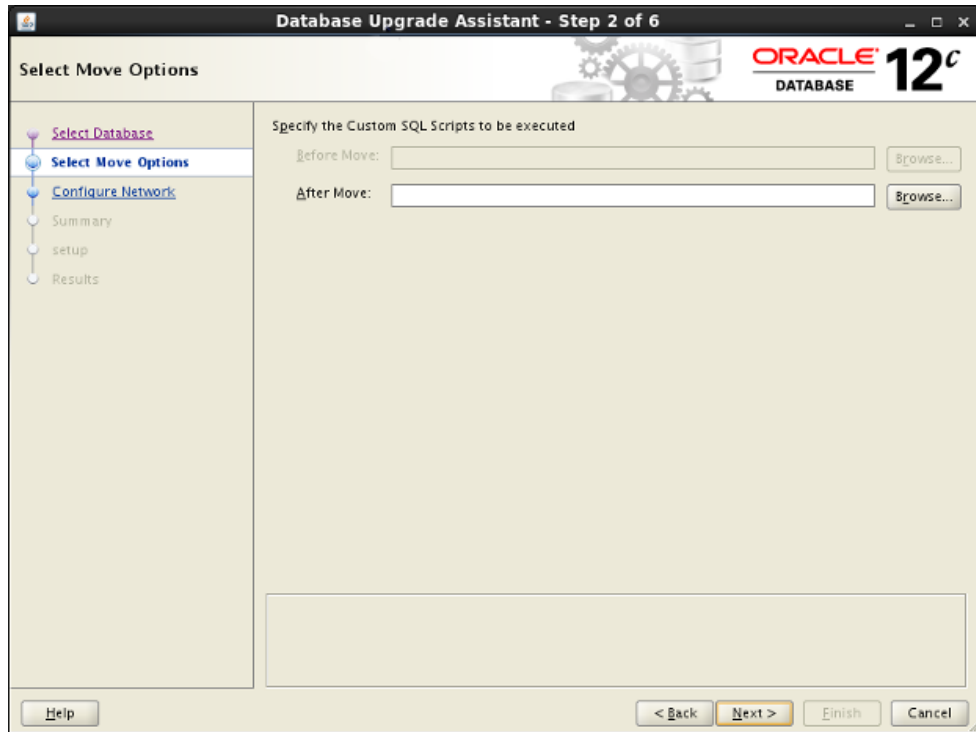 Database Upgrade Assistant - Step 2 of 6
Select Move Options
ORACLE 12c
DATABASE
Select Database
Select Move Options
Configure Network
Summary
setup
Results
Specify the Custom SQL Scripts to be executed
Before Move: Browse...
After Move: Browse...
Help < Back Next > Finish Cancel